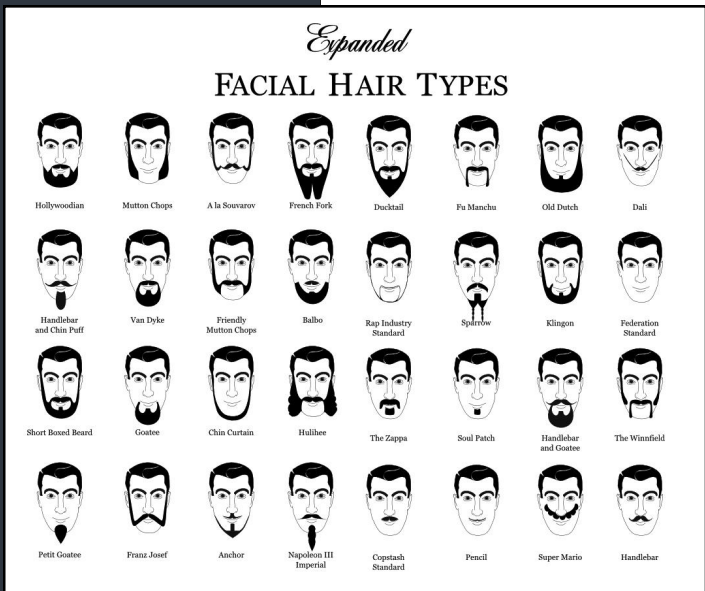 Expanded
FACIAL HAIR TYPES
Hollywoodian
Mutton Chops
A la Souvarov
French Fork
Ducktail
Fu Manchu
Old Dutch
Dali
Handlebar
and Chin Puff
Van Dyke
Friendly
Mutton Chops
Balbo
Rap Industry
Standard
Sparrow
Klingon
Federation
Standard
Short Boxed Beard
Goatee
Chin Curtain
Hulihee
The Zappa
Soul Patch
Handlebar
and Goatee
The Winnfield
Petit Goatee
Franz Josef
Anchor
Napoleon III
Imperial
Copstash
Standard
Pencil
Super Mario
Handlebar